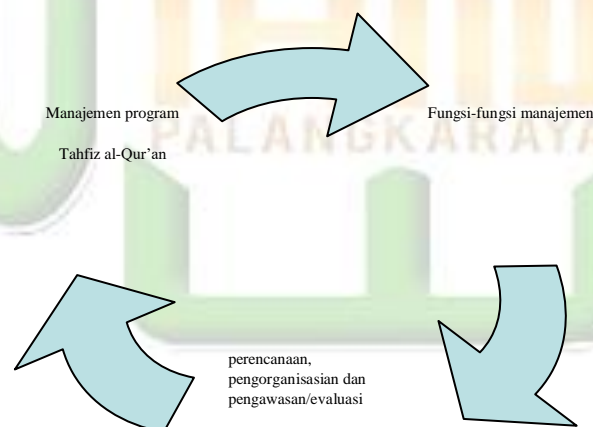 Manajemen program
Tahfiz al-Qur'an
Fungsi-fungsi manajemen
PALANGKARAYA
perencanaan,
pengorganisasian dan
pengawasan/evaluasi